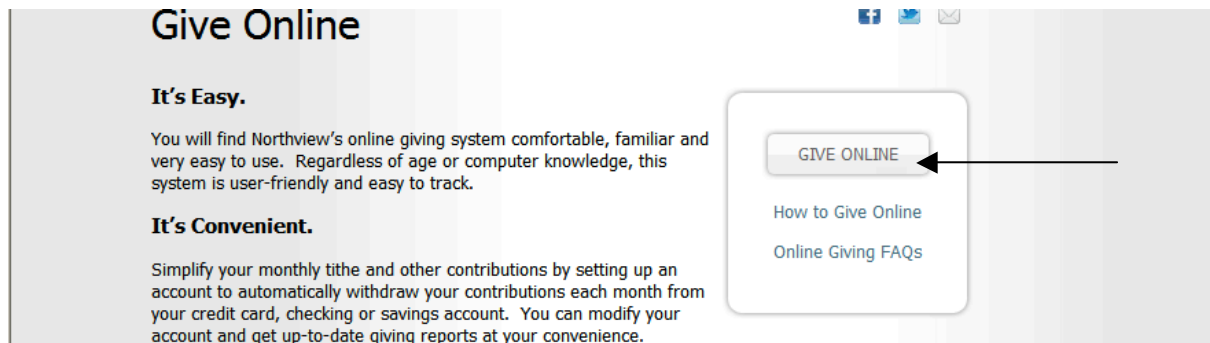 Give Online
It's Easy.
You will find Northview's online giving system comfortable, familiar and
very easy to use.  Regardless of age or computer knowledge, this
system is user-friendly and easy to track.
It's Convenient.
Simplify your monthly tithe and other contributions by setting up an
account to automatically withdraw your contributions each month from
your credit card, checking or savings account.  You can modify your
account and get up-to-date giving reports at your convenience.
GIVE ONLINE
How to Give Online
Online Giving FAQs